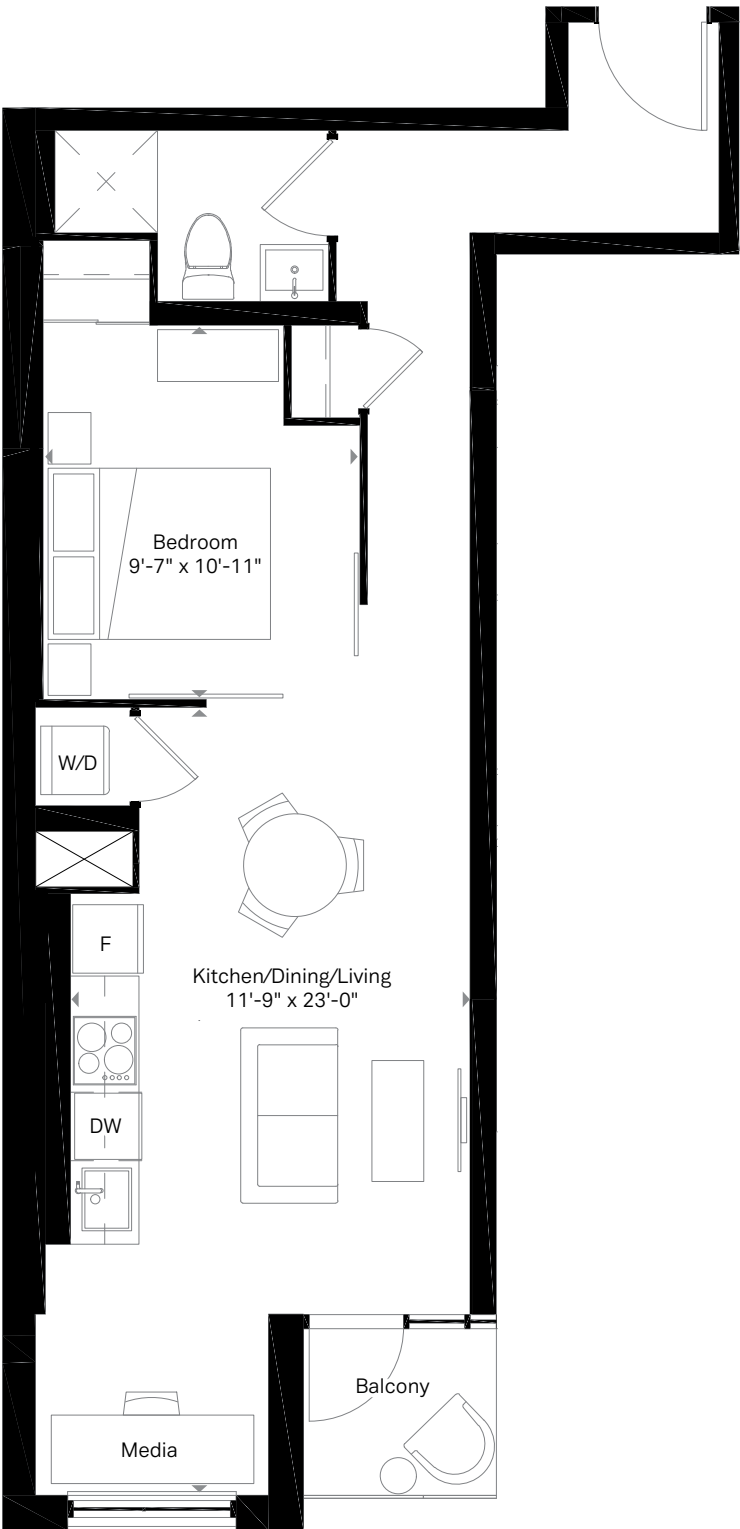 Bedroom
9'-7" x 10'-11"
W/D
F
Kitchen/Dining/Living
11'-9" x 23'-0"
DW
Balcony
Media